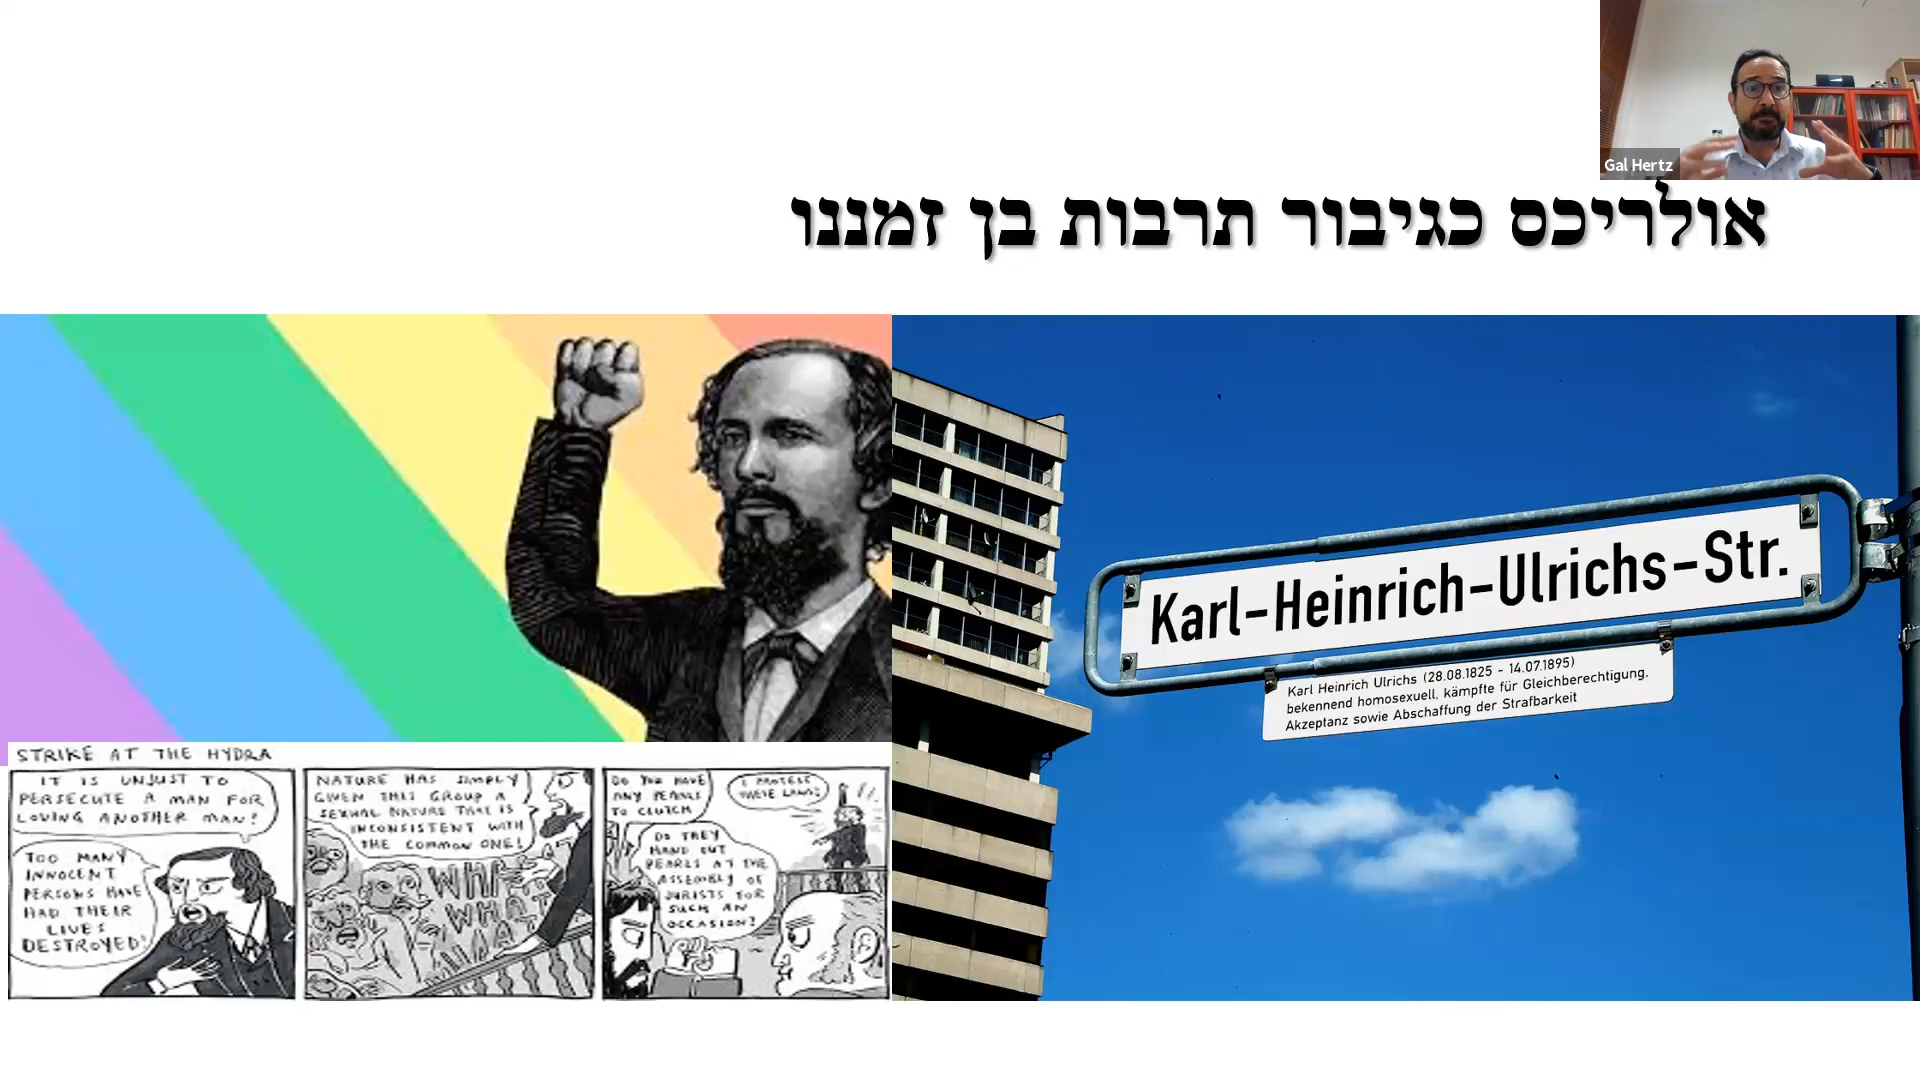 Gal Hertz
אולריכס כגיבור תרבות בן זמננו
Karl-Heinrich-Ulrichs-Str.
Karl Heinrich Ulrichs (28.08.1825 - 14.07.1895)
bekennend homosexuell, kämpfte für Gleichberechtigung,
Akzeptanz sowie Abschaffung der Strafbarkeit
STRIKE AT THE HYDRA
IT IS UNJUST TO
PERSECUTE A MAN FOR
LOVING ANOTHER MAN!
TOO MANY
INNOCENT
PERSONS HAVE
HAD THEIR
LIVES
DESTROYED!
NATURE HAS SIMPLY
GIVEN THIS GROUP A
SEXUAL NATURE THAT IS
INCONSISTENT WITH
THE COMMON ONE!
WHAT
DO YOU HAVE
ANY PEARLS
TO CLUTCH
I PROTEST
THESE LAWS!
DO THEY
HAND OUT
PEARLS AT THE
ASSEMBLY OF
JURISTS FOR
SUCH AN
OCCASION?